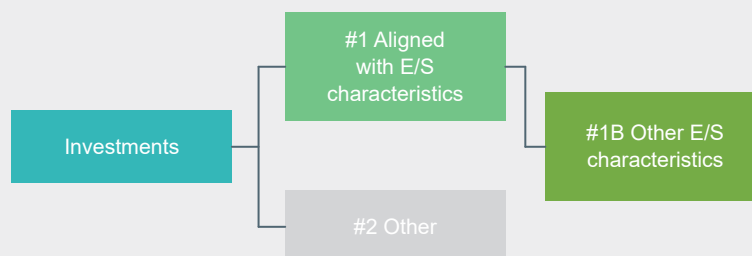 #1 Aligned
with E/S
characteristics
Investments
#1B Other E/S
characteristics
#2 Other